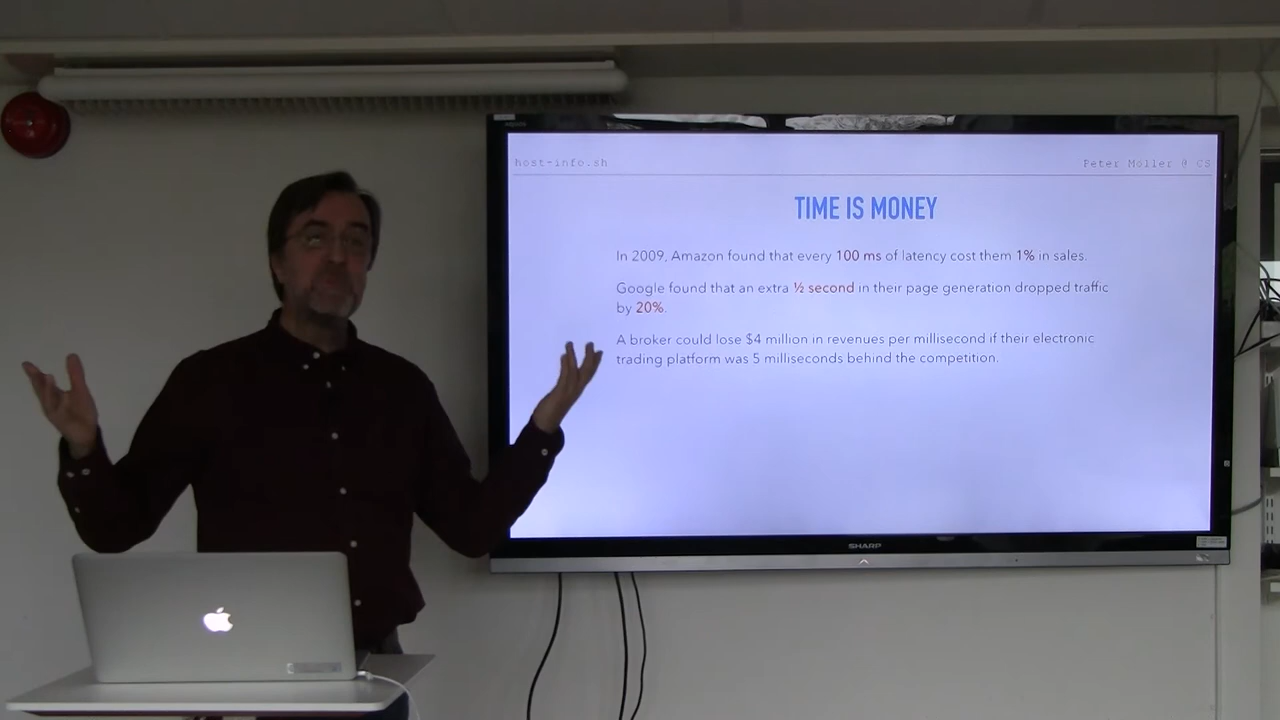 host-info.sh
Peter Möller @ CS
TIME IS MONEY
In 2009, Amazon found that every 100 ms of latency cost them 1% in sales.
Google found that an extra ½ second in their page generation dropped traffic
by 20%.
A broker could lose $4 million in revenues per millisecond if their electronic
trading platform was 5 milliseconds behind the competition.
SHARP